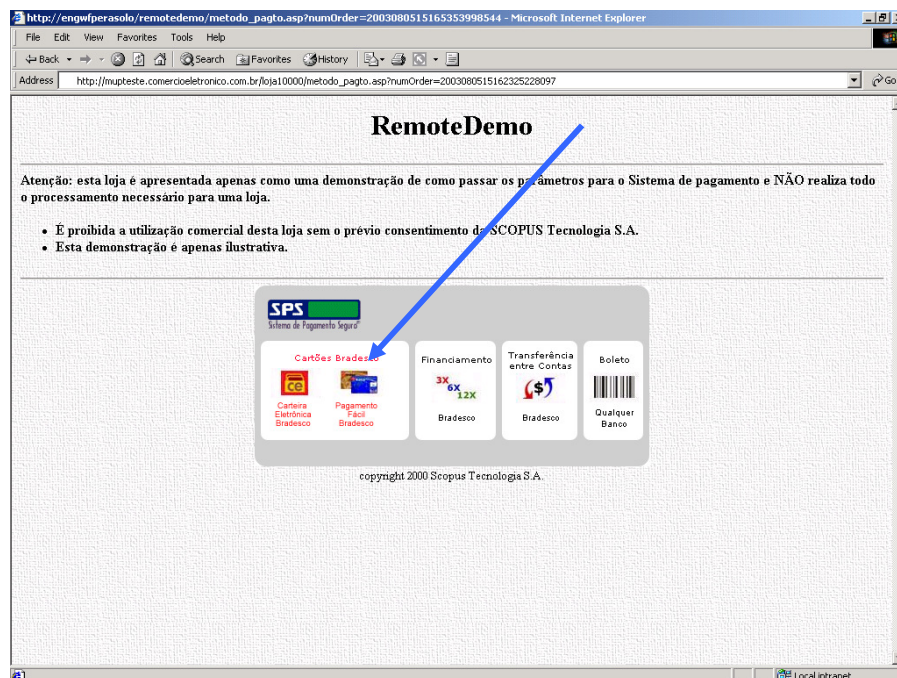 http://engwfperasolo/remotedemo/metodo_pagto.asp?numOrder=2003080515165353998544 - Microsoft Internet Explorer
File Edit View Favorites Tools Help
Back Search Favorites History
Address http://mupteste.comercioeletronico.com.br/loja10000/metodo_pagto.asp?numOrder=2003080515162325228097 Go
RemoteDemo
Atenção: esta loja é apresentada apenas como uma demonstração de como passar os parâmetros para o Sistema de pagamento e NÃO realiza todo
o processamento necessário para uma loja.
• É proibida a utilização comercial desta loja sem o prévio consentimento da SCOPUS Tecnologia S.A.
• Esta demonstração é apenas ilustrativa.
SPS
Sistema de Pagamento Seguro
Cartões Bradesco
ce
Carteira
Eletrônica
Bradesco
Pagamento
Fácil
Bradesco
Financiamento
3X
6X
12X
Bradesco
Transferência
entre Contas
$
Bradesco
Boleto
Qualquer
Banco
copyright 2000 Scopus Tecnologia S.A.
Local intranet